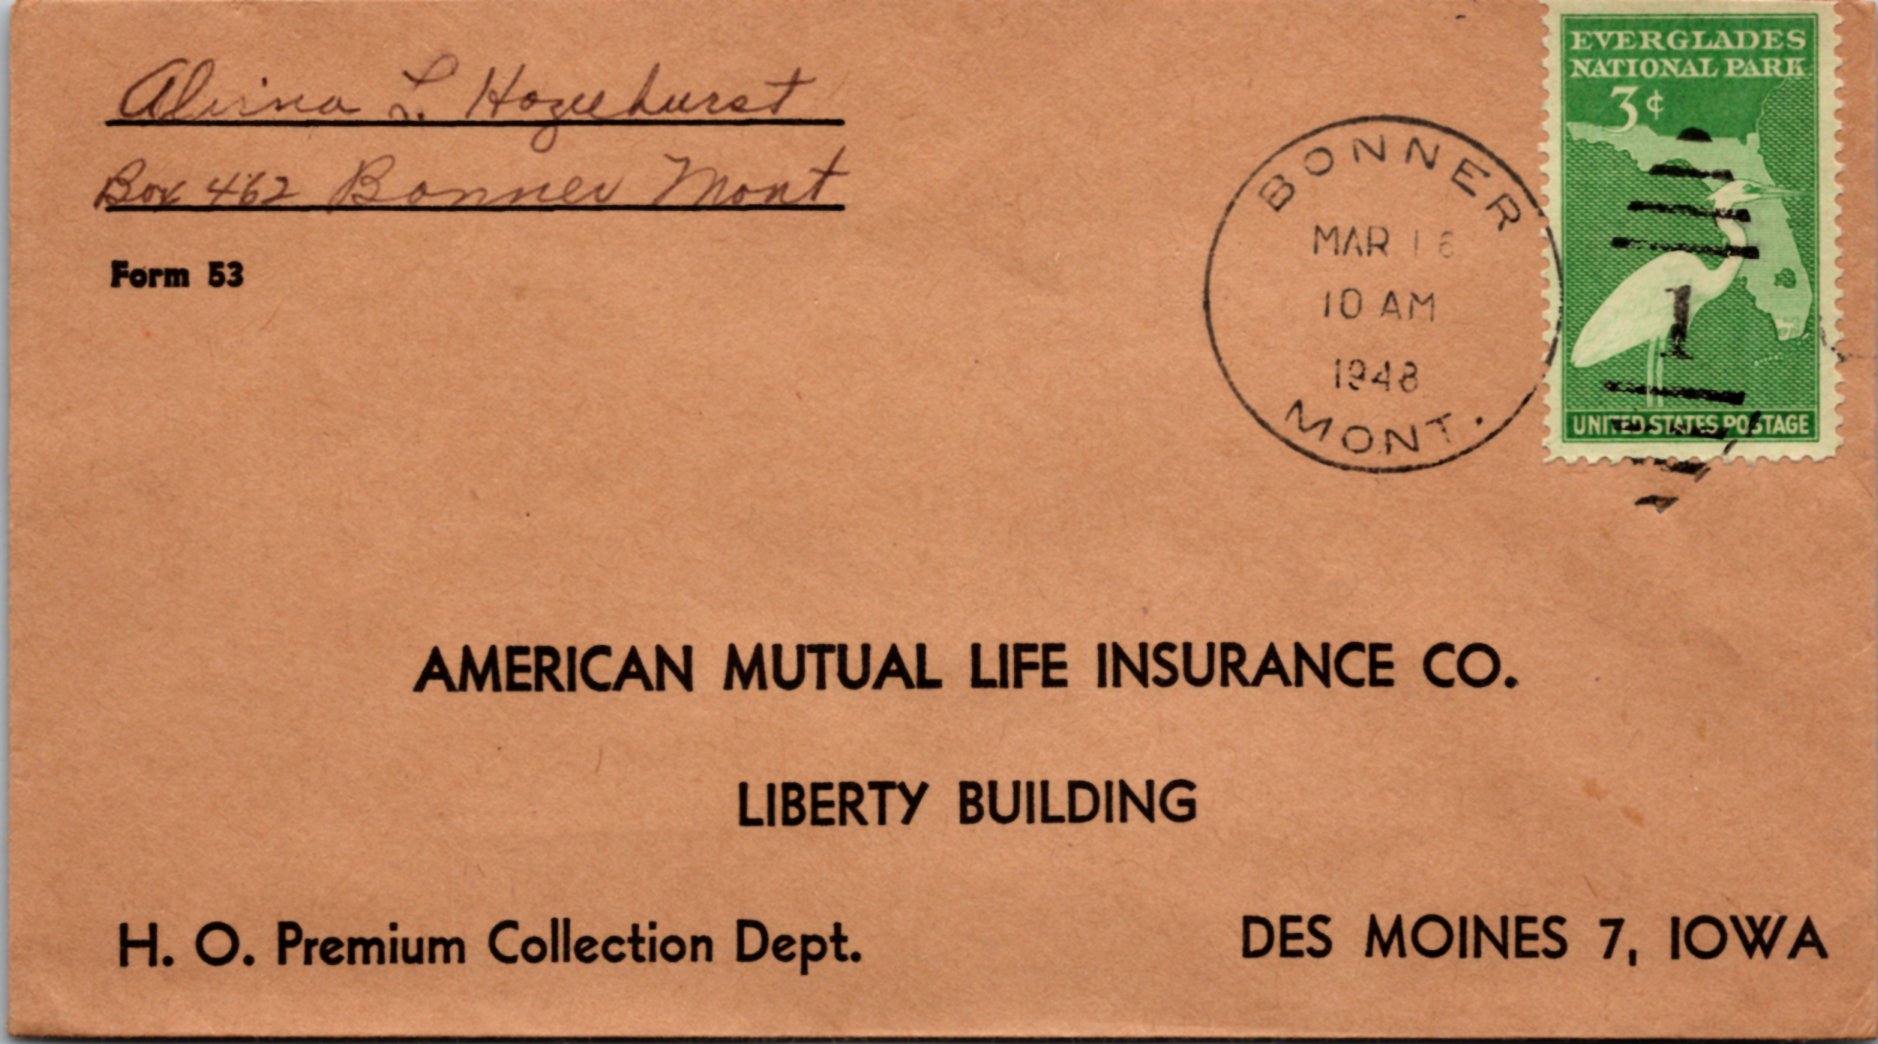 L. Hazelhurst
Box 462 Bonner Mont
Form 53
EVERGLADES
NATIONAL PARK
3¢
UNITED STATES POSTAGE
BONNER
MAR 16
10 AM
1948
MONT.
1
AMERICAN MUTUAL LIFE INSURANCE CO.
LIBERTY BUILDING
H. O. Premium Collection Dept.
DES MOINES 7, IOWA